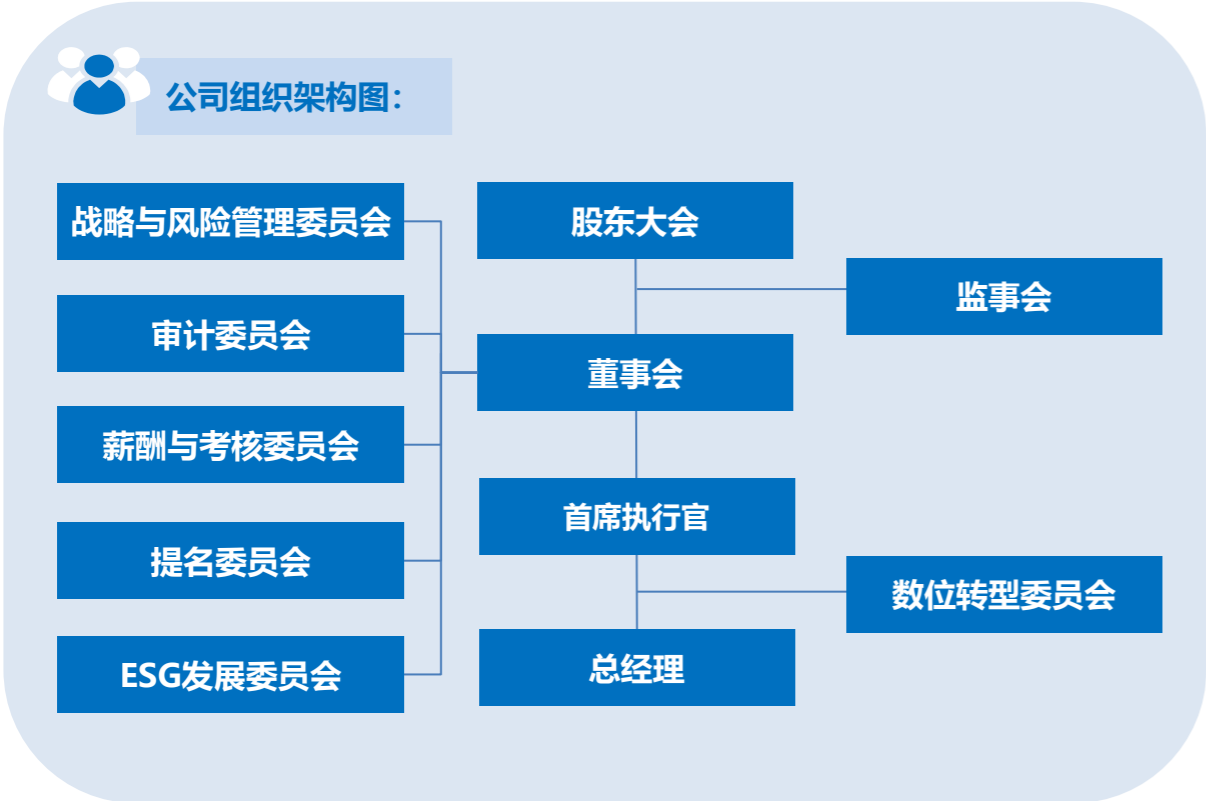 公司组织架构图：
战略与风险管理委员会
审计委员会
薪酬与考核委员会
提名委员会
ESG发展委员会
股东大会
董事会
首席执行官
总经理
监事会
数位转型委员会